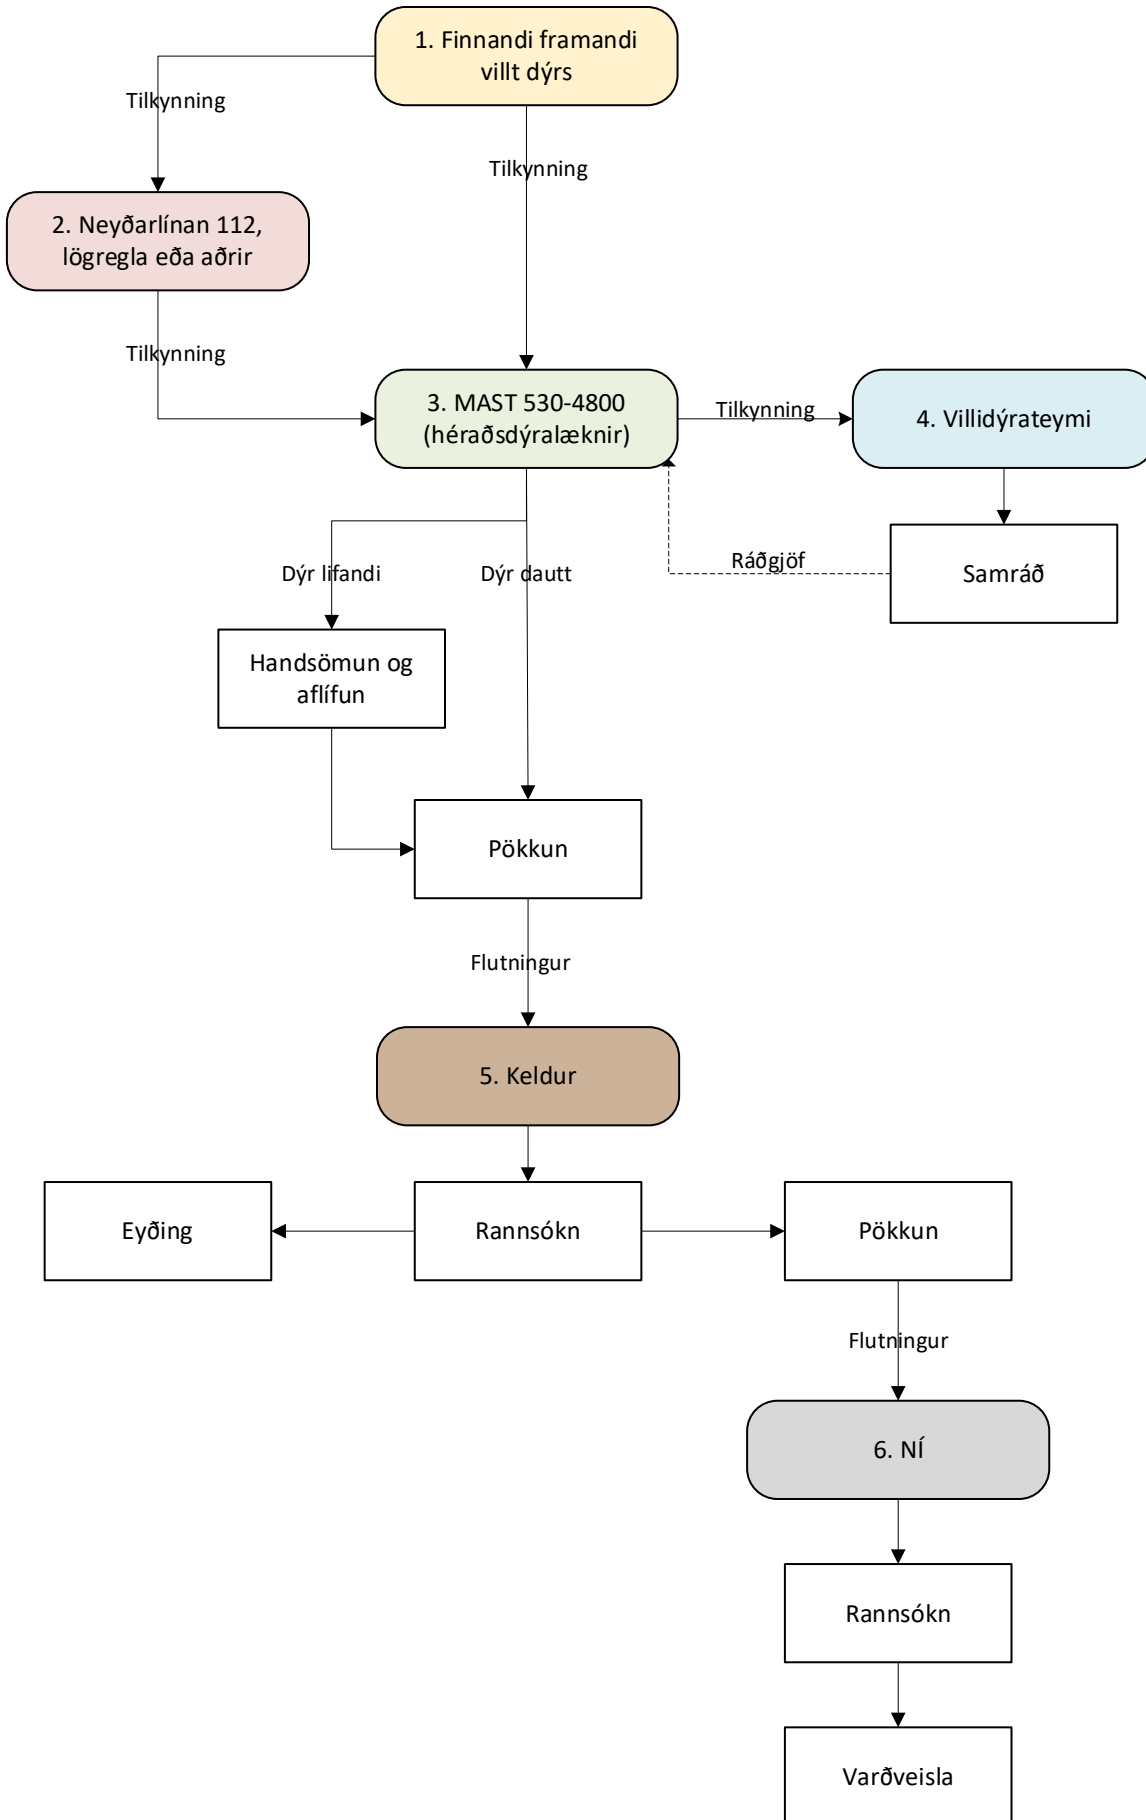 1. Finnandi framandi
villt dýrs
Tilkynning
Tilkynning
2. Neyðarlínan 112,
lögregla eða aðrir
Tilkynning
3. MAST 530-4800
(héraðsdýralæknir)
Tilkynning
4. Villidýrateymi
Ráðgjöf
Samráð
Dýr lifandi
Dýr dautt
Handsömun og
aflífun
Pökkun
Flutningur
5. Keldur
Eyðing
Rannsókn
Pökkun
Flutningur
6. NÍ
Rannsókn
Varðveisla